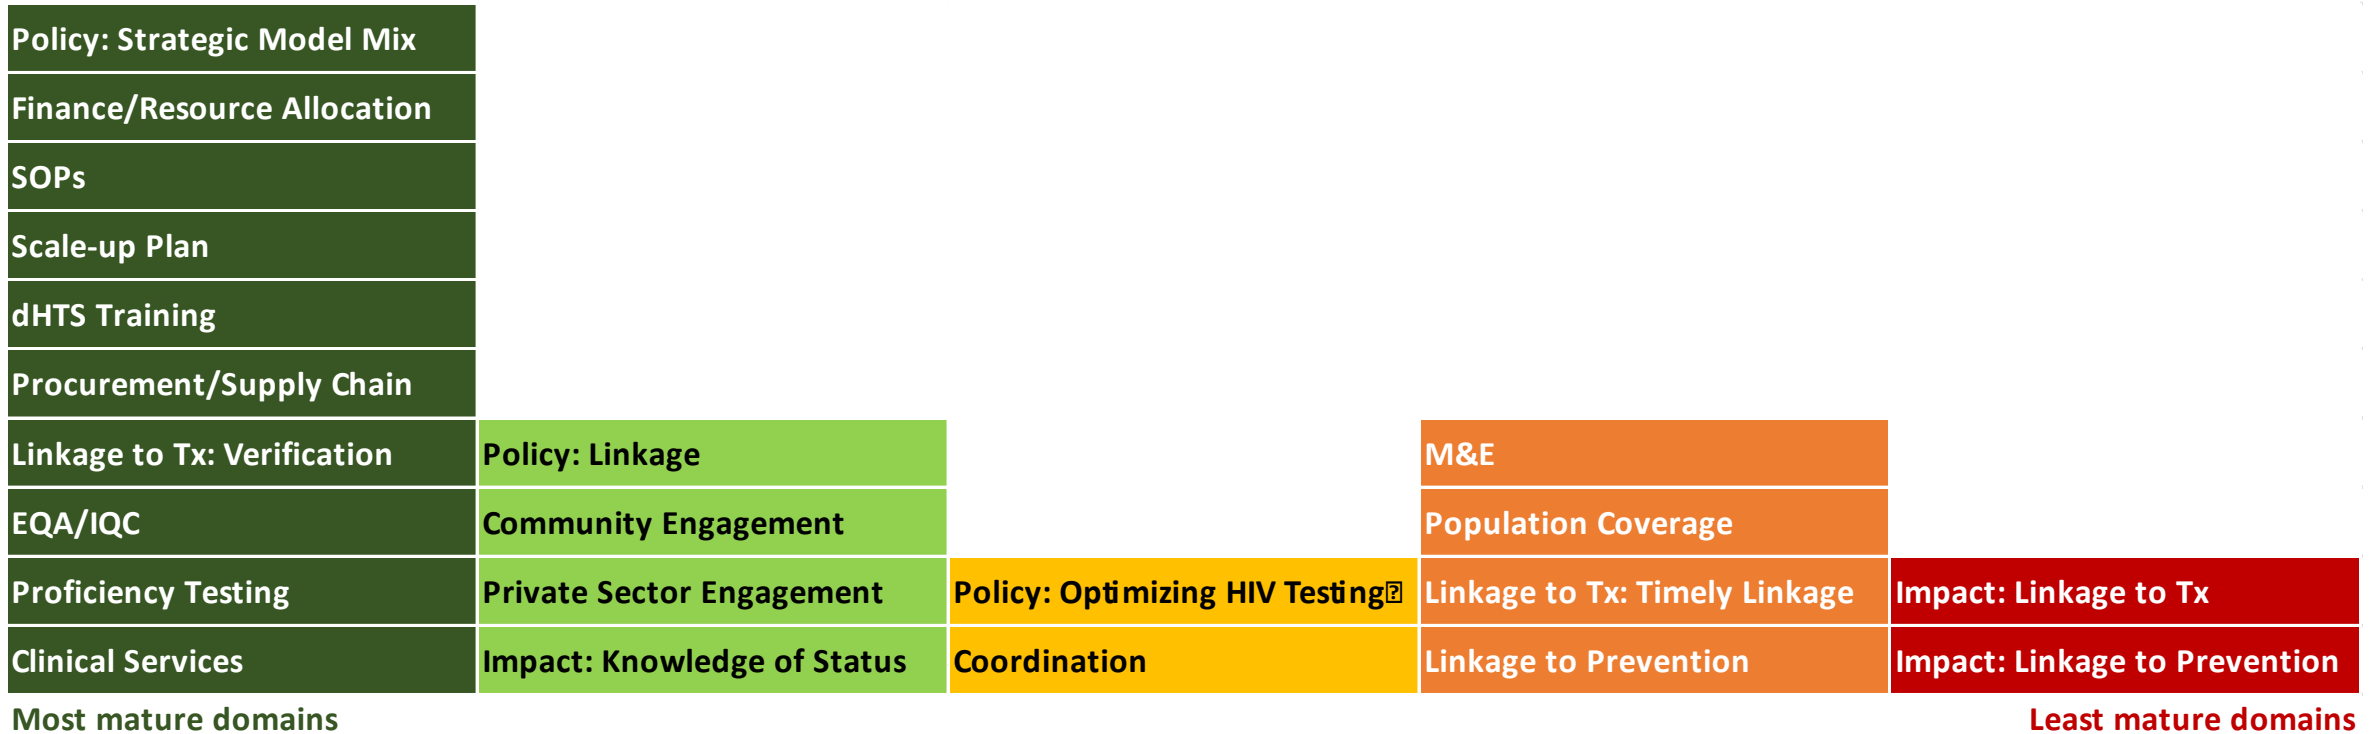 Policy: Strategic Model Mix
Finance/Resource Allocation
SOPs
Scale-up Plan
dHTS Training
Procurement/Supply Chain
Linkage to Tx: Verification
Policy: Linkage
M&E
EQA/IQC
Community Engagement
Population Coverage
Proficiency Testing
Private Sector Engagement
Policy: Optimizing HIV Testing⍰
Linkage to Tx: Timely Linkage
Impact: Linkage to Tx
Clinical Services
Impact: Knowledge of Status
Coordination
Linkage to Prevention
Impact: Linkage to Prevention
Most mature domains
Least mature domains